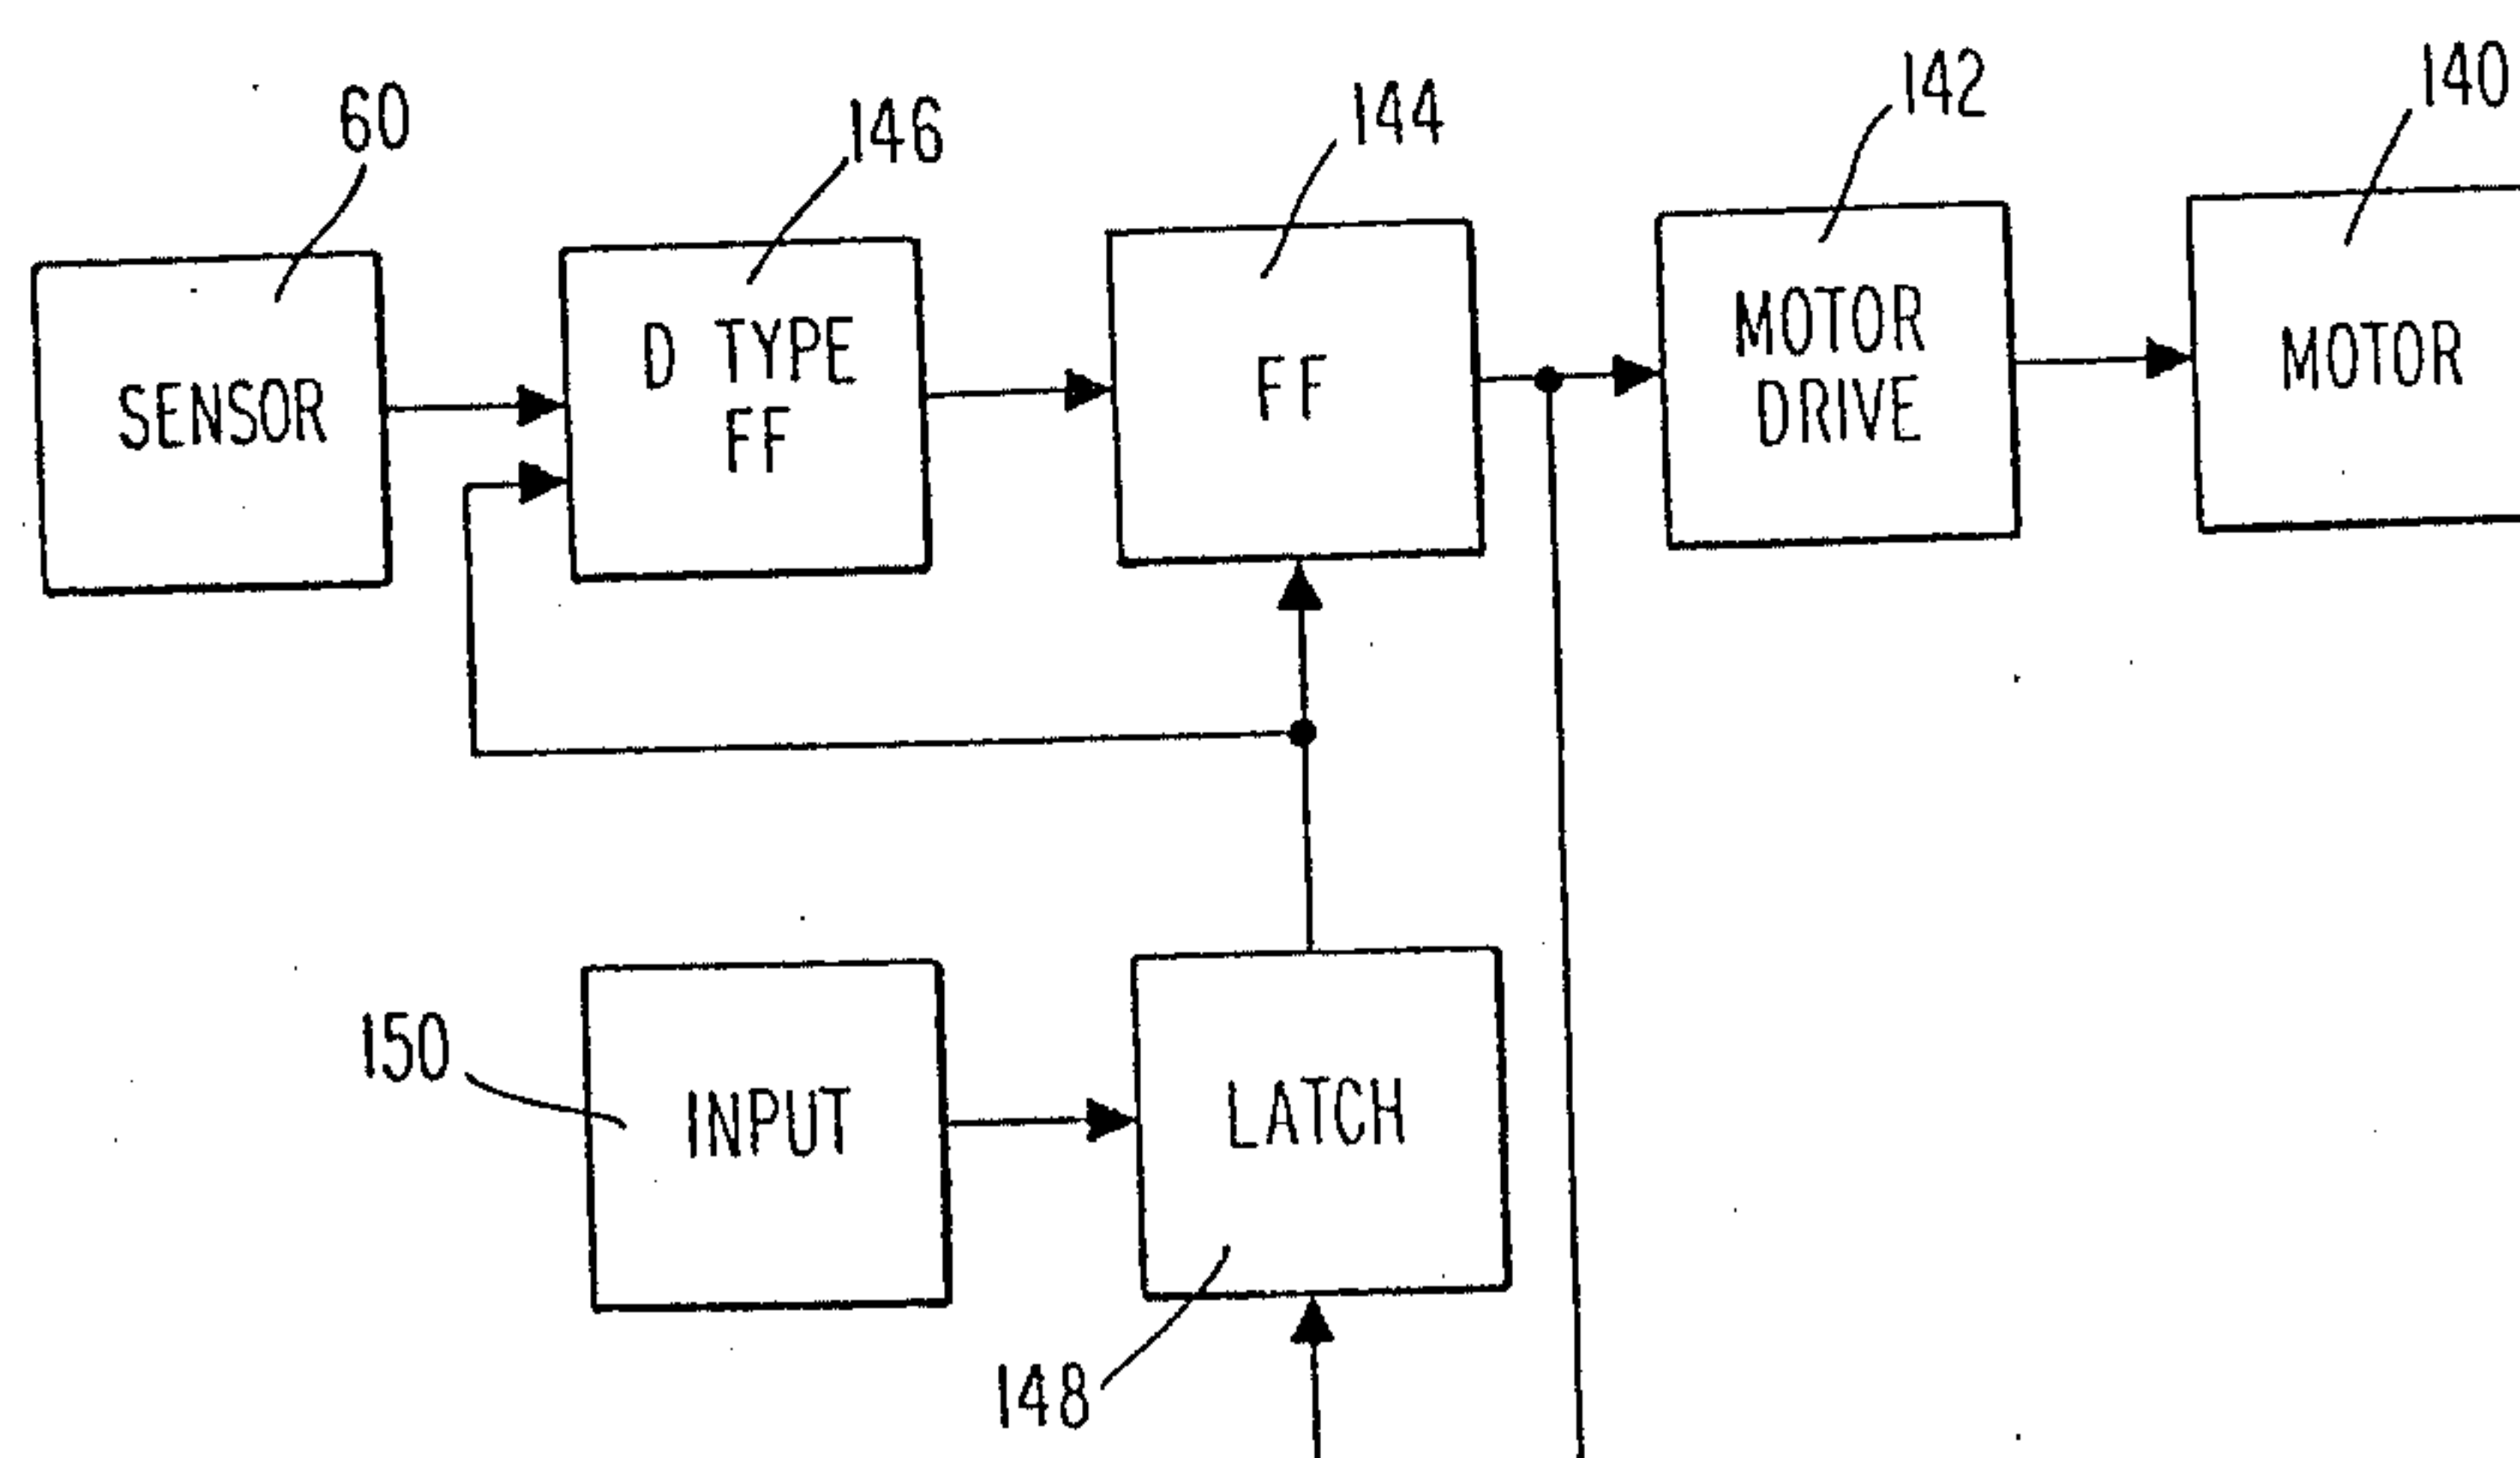 60
146
144
142
140
SENSOR
D TYPE
FF
FF
MOTOR
DRIVE
MOTOR
150
INPUT
LATCH
148